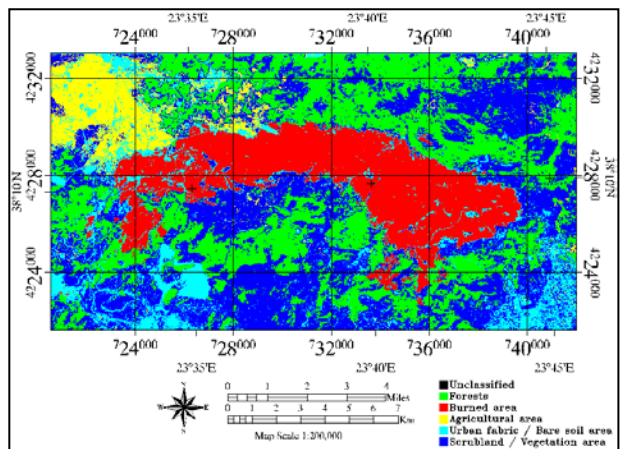 23°35'E 23°40'E 23°45'E
724000 728000 732000 736000 740000
4232000 4232000
38°10'N 4228000 4228000 38°10'N
4224000 4224000
724000 728000 732000 736000 740000
23°35'E 23°40'E 23°45'E
N
W E
S
0 1 2 3 4
Miles
0 1 2 3 4 5 6 7
Km
Map Scale 1:200,000
Unclassified
Forests
Burned area
Agricultural area
Urban fabric / Bare soil area
Scrubland / Vegetation area